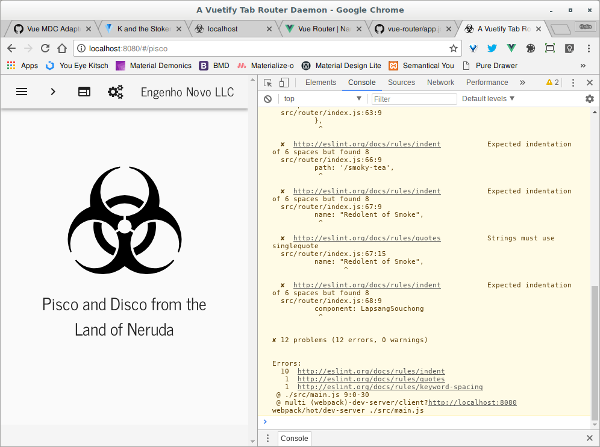 A Vuetify Tab Router Daemon - Google Chrome
Vue MDC Adapt
K and the Stoke
localhost
Vue Router | Na
vue-router/app.j
A Vuetify Tab Ro
localhost:8080/#/pisco
Apps
You Eye Kitsch
Material Demonics
BMD
Materialize-o
Material Design Lite
Semantical You
Pure Drawer
»
Engenho Novo LLC
Pisco and Disco from the
Land of Neruda
Elements
Console
Sources
Network
Performance
»
2
top
Filter
Default levels
src/router/index.js:63:9
},
^
✘ http://eslint.org/docs/rules/indent Expected indentation
of 6 spaces but found 8
src/router/index.js:66:9
path: '/smoky-tea',
^
✘ http://eslint.org/docs/rules/indent Expected indentation
of 6 spaces but found 8
src/router/index.js:67:9
name: "Redolent of Smoke",
^
✘ http://eslint.org/docs/rules/quotes Strings must use
singlequote
src/router/index.js:67:15
name: "Redolent of Smoke",
^
✘ http://eslint.org/docs/rules/indent Expected indentation
of 6 spaces but found 8
src/router/index.js:68:9
component: LapsangSouchong
^
✘ 12 problems (12 errors, 0 warnings)
Errors:
10 http://eslint.org/docs/rules/indent
1 http://eslint.org/docs/rules/quotes
1 http://eslint.org/docs/rules/keyword-spacing
@ ./src/main.js 9:0-30
@ multi (webpack)-dev-server/client?http://localhost:8080
webpack/hot/dev-server ./src/main.js
Console